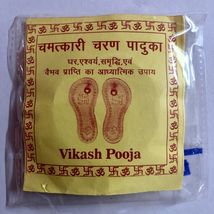 चमत्कारी चरण पादुका
घर,एश्वर्य,समृद्धि,एवं
वैभव प्राप्ति का आध्यात्मिक उपाय
Vikash Pooja